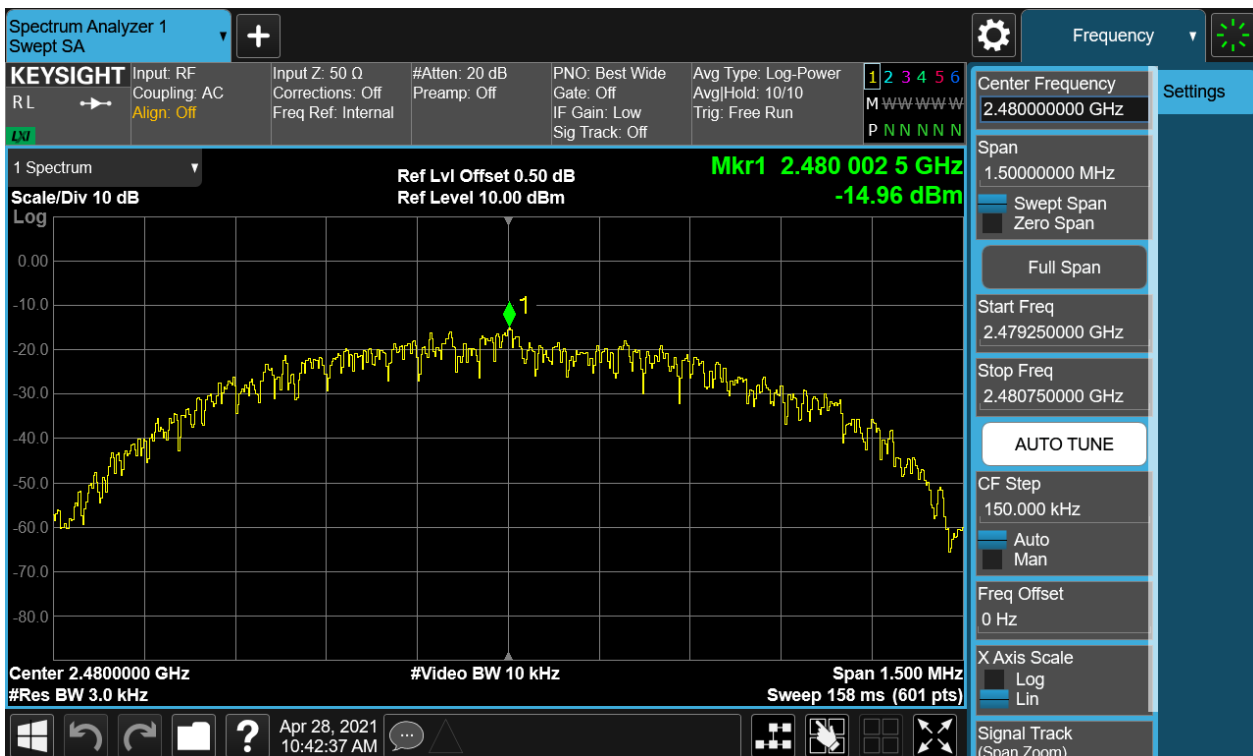 Spectrum Analyzer 1
Swept SA
Frequency
KEYSIGHT
RL
LXI
Input: RF
Coupling: AC
Align: Off
Input Z: 50 Ω
Corrections: Off
Freq Ref: Internal
#Atten: 20 dB
Preamp: Off
PNO: Best Wide
Gate: Off
IF Gain: Low
Sig Track: Off
Avg Type: Log-Power
Avg|Hold: 10/10
Trig: Free Run
1 2 3 4 5 6
M W W W W W
P N N N N N
1 Spectrum
Scale/Div 10 dB
Ref Lvl Offset 0.50 dB
Ref Level 10.00 dBm
Mkr1 2.480 002 5 GHz
-14.96 dBm
Log
0.00
-10.0
-20.0
-30.0
-40.0
-50.0
-60.0
-70.0
-80.0
1
Center 2.4800000 GHz
#Res BW 3.0 kHz
#Video BW 10 kHz
Span 1.500 MHz
Sweep 158 ms (601 pts)
Apr 28, 2021
10:42:37 AM
Center Frequency
2.480000000 GHz
Settings
Span
1.50000000 MHz
Swept Span
Zero Span
Full Span
Start Freq
2.479250000 GHz
Stop Freq
2.480750000 GHz
AUTO TUNE
CF Step
150.000 kHz
Auto
Man
Freq Offset
0 Hz
X Axis Scale
Log
Lin
Signal Track
(Span Zoom)